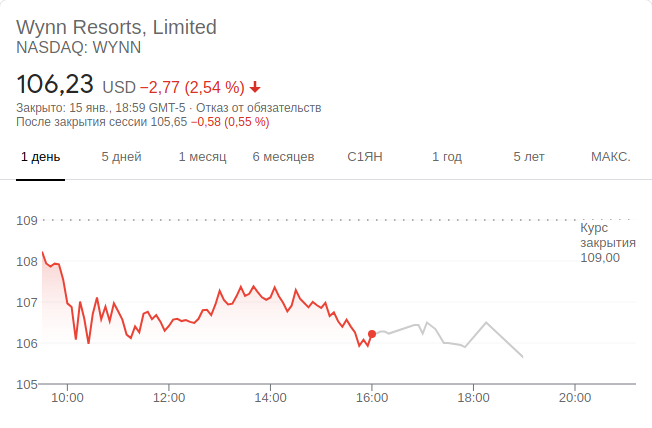 Wynn Resorts, Limited
NASDAQ: WYNN
106,23 USD −2,77 (2,54 %)
Закрыто: 15 янв., 18:59 GMT-5 · Отказ от обязательств
После закрытия сессии 105,65 −0,58 (0,55 %)
1 день 5 дней 1 месяц 6 месяцев С1ЯН 1 год 5 лет МАКС.
109
Курс
закрытия
109,00
108
107
106
105
10:00 12:00 14:00 16:00 18:00 20:00